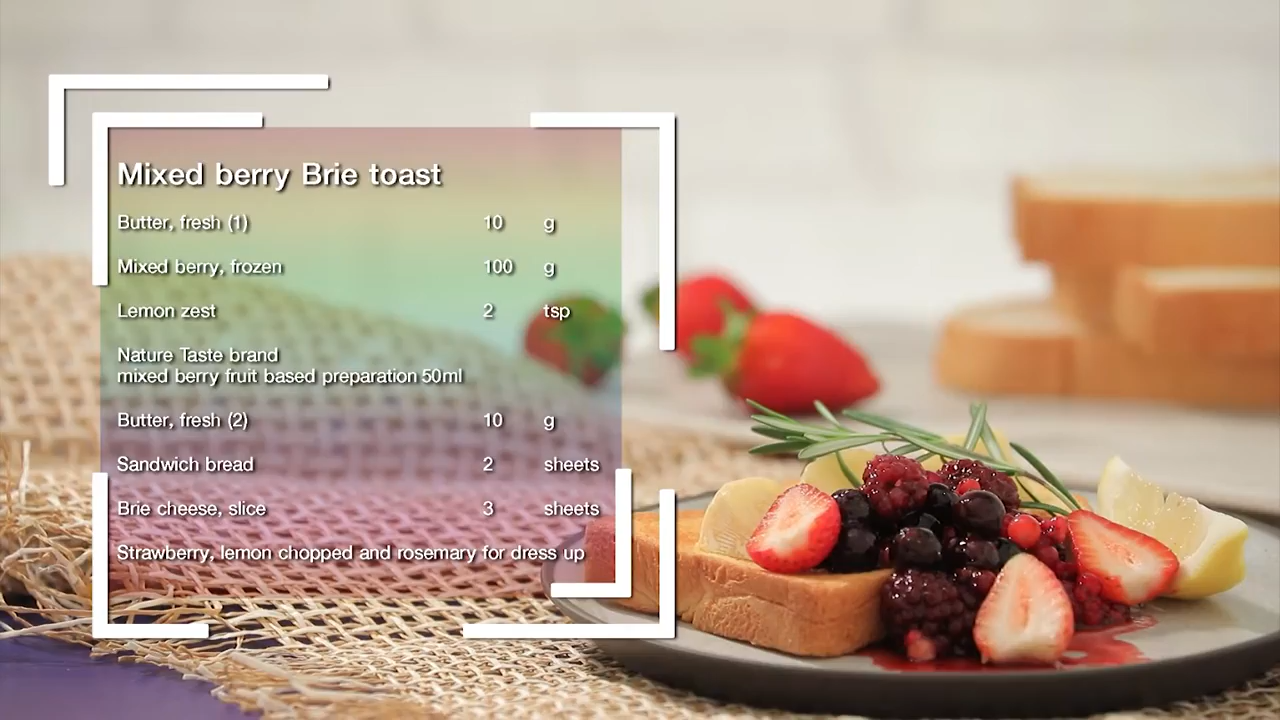 Mixed berry Brie toast
Butter, fresh (1) 10 g
Mixed berry, frozen 100 g
Lemon zest 2 tsp
Nature Taste brand
mixed berry fruit based preparation 50ml
Butter, fresh (2) 10 g
Sandwich bread 2 sheets
Brie cheese, slice 3 sheets
Strawberry, lemon chopped and rosemary for dress up